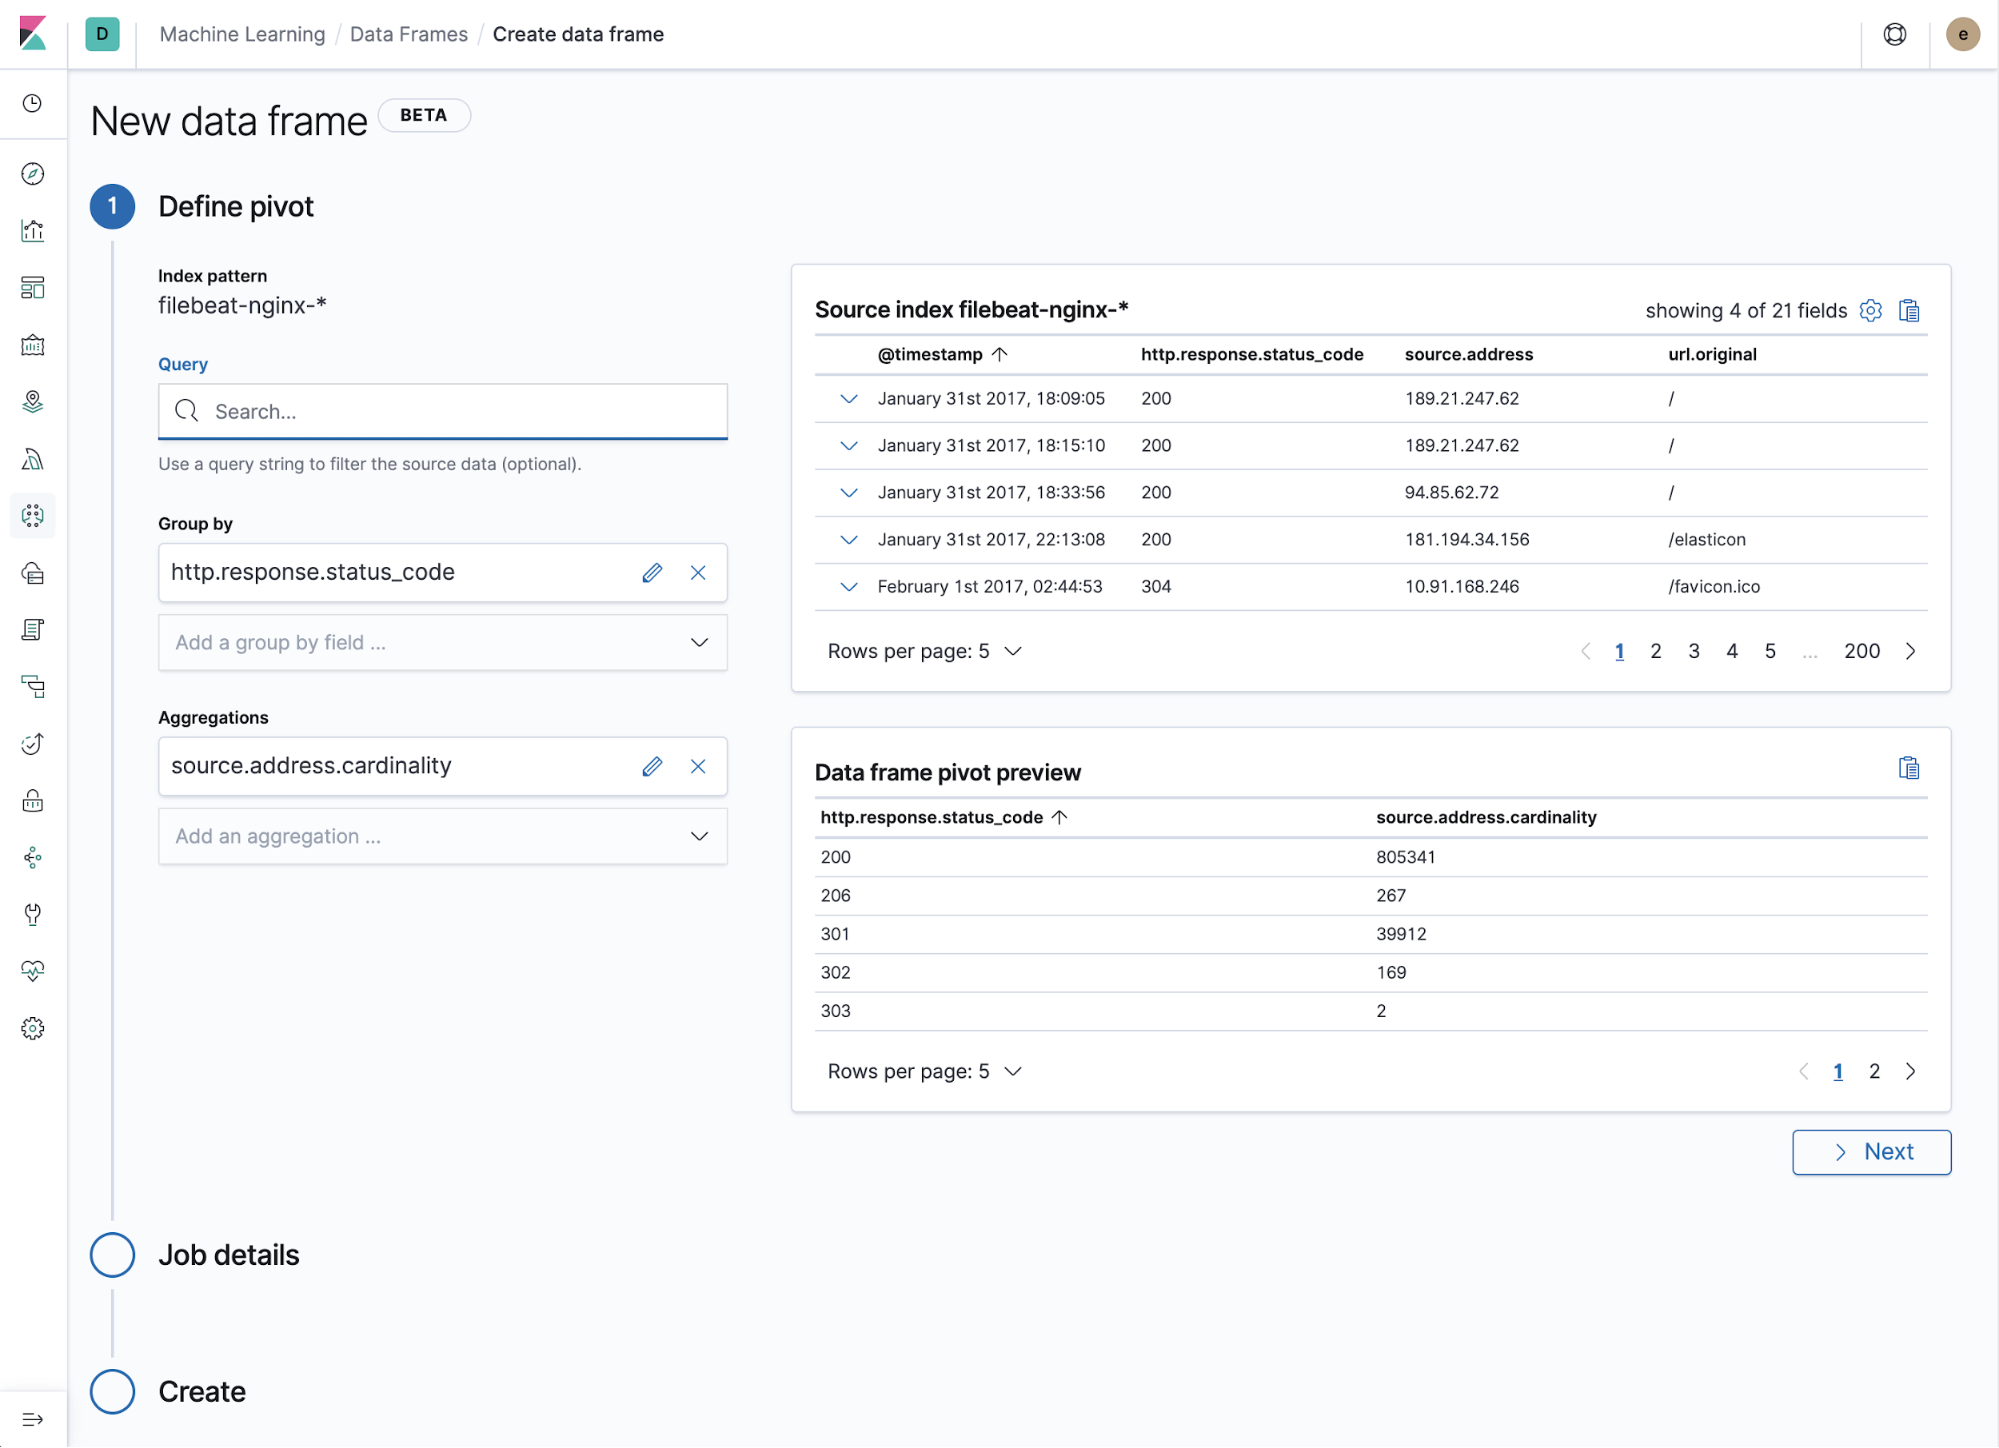 D Machine Learning / Data Frames / Create data frame e
New data frame BETA
1 Define pivot
Index pattern
filebeat-nginx-*
Query
Search...
Use a query string to filter the source data (optional).
Group by
http.response.status_code
Add a group by field ...
Aggregations
source.address.cardinality
Add an aggregation ...
Source index filebeat-nginx-* showing 4 of 21 fields
@timestamp http.response.status_code source.address url.original
January 31st 2017, 18:09:05 200 189.21.247.62 /
January 31st 2017, 18:15:10 200 189.21.247.62 /
January 31st 2017, 18:33:56 200 94.85.62.72 /
January 31st 2017, 22:13:08 200 181.194.34.156 /elasticon
February 1st 2017, 02:44:53 304 10.91.168.246 /favicon.ico
Rows per page: 5 1 2 3 4 5 ... 200
Data frame pivot preview
http.response.status_code source.address.cardinality
200 805341
206 267
301 39912
302 169
303 2
Rows per page: 5 1 2
Next
Job details
Create